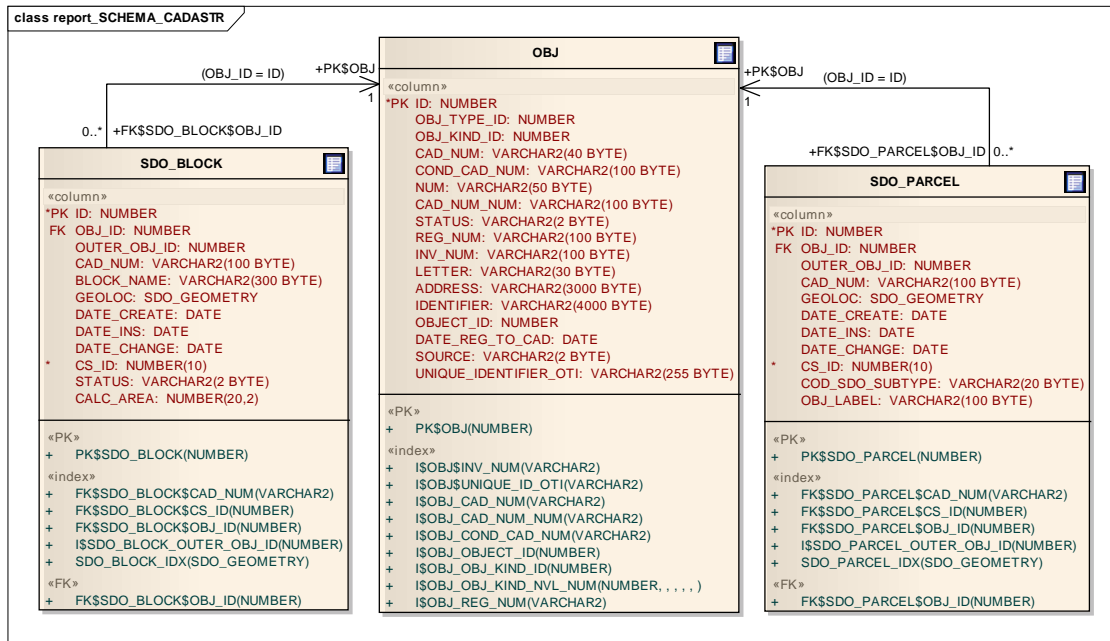 class report_SCHEMA_CADASTR
(OBJ_ID = ID)
+PK$OBJ
1
0..*
+FK$SDO_BLOCK$OBJ_ID
+PK$OBJ
1
(OBJ_ID = ID)
+FK$SDO_PARCEL$OBJ_ID
0..*
SDO_BLOCK
«column»
*PK ID: NUMBER
FK OBJ_ID: NUMBER
OUTER_OBJ_ID: NUMBER
CAD_NUM: VARCHAR2(100 BYTE)
BLOCK_NAME: VARCHAR2(300 BYTE)
GEOLOC: SDO_GEOMETRY
DATE_CREATE: DATE
DATE_INS: DATE
DATE_CHANGE: DATE
* CS_ID: NUMBER(10)
STATUS: VARCHAR2(2 BYTE)
CALC_AREA: NUMBER(20,2)
«PK»
+ PK$SDO_BLOCK(NUMBER)
«index»
+ FK$SDO_BLOCK$CAD_NUM(VARCHAR2)
+ FK$SDO_BLOCK$CS_ID(NUMBER)
+ FK$SDO_BLOCK$OBJ_ID(NUMBER)
+ I$SDO_BLOCK_OUTER_OBJ_ID(NUMBER)
+ SDO_BLOCK_IDX(SDO_GEOMETRY)
«FK»
+ FK$SDO_BLOCK$OBJ_ID(NUMBER)
OBJ
«column»
*PK ID: NUMBER
OBJ_TYPE_ID: NUMBER
OBJ_KIND_ID: NUMBER
CAD_NUM: VARCHAR2(40 BYTE)
COND_CAD_NUM: VARCHAR2(100 BYTE)
NUM: VARCHAR2(50 BYTE)
CAD_NUM_NUM: VARCHAR2(100 BYTE)
STATUS: VARCHAR2(2 BYTE)
REG_NUM: VARCHAR2(100 BYTE)
INV_NUM: VARCHAR2(100 BYTE)
LETTER: VARCHAR2(30 BYTE)
ADDRESS: VARCHAR2(3000 BYTE)
IDENTIFIER: VARCHAR2(4000 BYTE)
OBJECT_ID: NUMBER
DATE_REG_TO_CAD: DATE
SOURCE: VARCHAR2(2 BYTE)
UNIQUE_IDENTIFIER_OTI: VARCHAR2(255 BYTE)
«PK»
+ PK$OBJ(NUMBER)
«index»
+ I$OBJ$INV_NUM(VARCHAR2)
+ I$OBJ$UNIQUE_ID_OTI(VARCHAR2)
+ I$OBJ_CAD_NUM(VARCHAR2)
+ I$OBJ_CAD_NUM_NUM(VARCHAR2)
+ I$OBJ_COND_CAD_NUM(VARCHAR2)
+ I$OBJ_OBJECT_ID(NUMBER)
+ I$OBJ_OBJ_KIND_ID(NUMBER)
+ I$OBJ_OBJ_KIND_NVL_NUM(NUMBER, , , , , )
+ I$OBJ_REG_NUM(VARCHAR2)
SDO_PARCEL
«column»
*PK ID: NUMBER
FK OBJ_ID: NUMBER
OUTER_OBJ_ID: NUMBER
CAD_NUM: VARCHAR2(100 BYTE)
GEOLOC: SDO_GEOMETRY
DATE_CREATE: DATE
DATE_INS: DATE
DATE_CHANGE: DATE
* CS_ID: NUMBER(10)
COD_SDO_SUBTYPE: VARCHAR2(20 BYTE)
OBJ_LABEL: VARCHAR2(100 BYTE)
«PK»
+ PK$SDO_PARCEL(NUMBER)
«index»
+ FK$SDO_PARCEL$CAD_NUM(VARCHAR2)
+ FK$SDO_PARCEL$CS_ID(NUMBER)
+ FK$SDO_PARCEL$OBJ_ID(NUMBER)
+ I$SDO_PARCEL_OUTER_OBJ_ID(NUMBER)
+ SDO_PARCEL_IDX(SDO_GEOMETRY)
«FK»
+ FK$SDO_PARCEL$OBJ_ID(NUMBER)